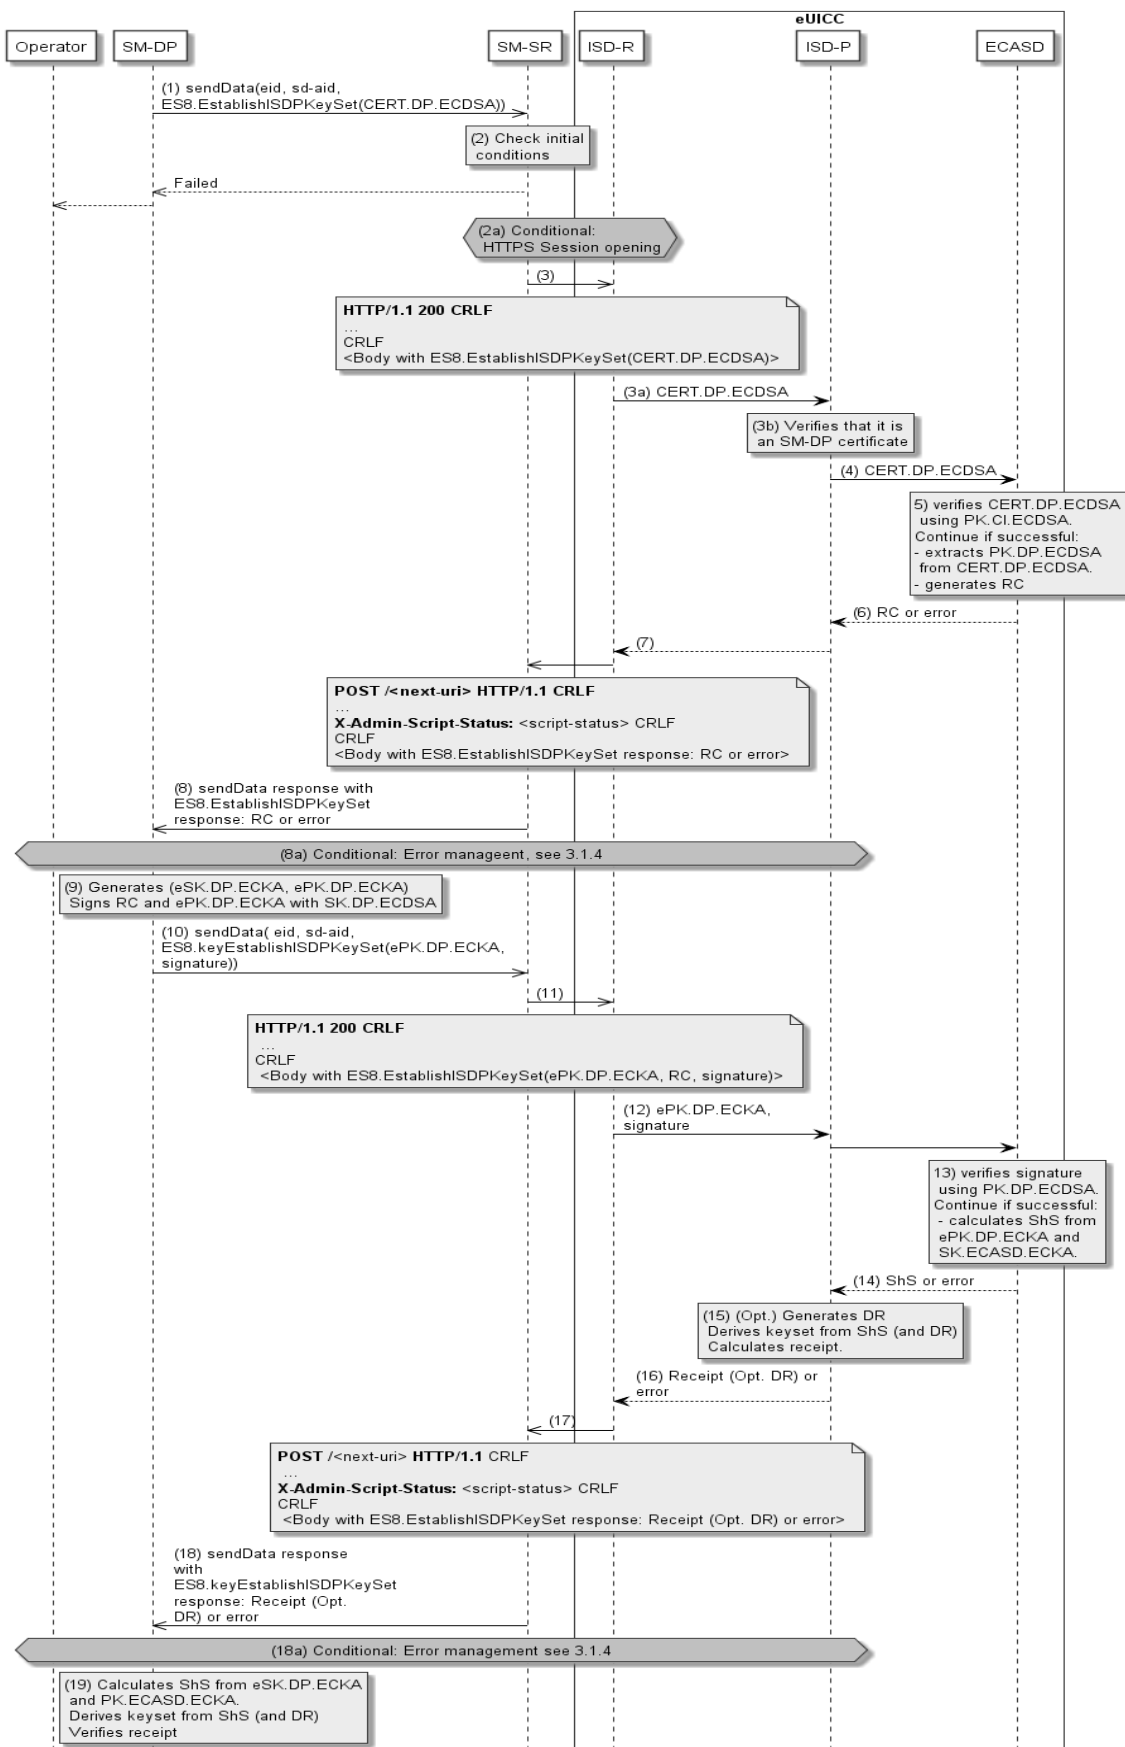 eUICC
Operator
SM-DP
SM-SR
ISD-R
ISD-P
ECASD
(1) sendData(eid, sd-aid,
ES8.EstablishISDPKeySet(CERT.DP.ECDSA))
(2) Check initial
conditions
Failed
(2a) Conditional:
HTTPS Session opening
(3)
HTTP/1.1 200 CRLF
...
CRLF
<Body with ES8.EstablishISDPKeySet(CERT.DP.ECDSA)>
(3a) CERT.DP.ECDSA
(3b) Verifies that it is
an SM-DP certificate
(4) CERT.DP.ECDSA
5) verifies CERT.DP.ECDSA
using PK.CI.ECDSA.
Continue if successful:
- extracts PK.DP.ECDSA
from CERT.DP.ECDSA.
- generates RC
(6) RC or error
(7)
POST /<next-uri> HTTP/1.1 CRLF
...
X-Admin-Script-Status: <script-status> CRLF
CRLF
<Body with ES8.EstablishISDPKeySet response: RC or error>
(8) sendData response with
ES8.EstablishISDPKeySet
response: RC or error
(8a) Conditional: Error manageent, see 3.1.4
(9) Generates (eSK.DP.ECKA, ePK.DP.ECKA)
Signs RC and ePK.DP.ECKA with SK.DP.ECDSA
(10) sendData( eid, sd-aid,
ES8.keyEstablishISDPKeySet(ePK.DP.ECKA,
signature))
(11)
HTTP/1.1 200 CRLF
...
CRLF
<Body with ES8.EstablishISDPKeySet(ePK.DP.ECKA, RC, signature)>
(12) ePK.DP.ECKA,
signature
13) verifies signature
using PK.DP.ECDSA.
Continue if successful:
- calculates ShS from
ePK.DP.ECKA and
SK.ECASD.ECKA.
(14) ShS or error
(15) (Opt.) Generates DR
Derives keyset from ShS (and DR)
Calculates receipt.
(16) Receipt (Opt. DR) or
error
(17)
POST /<next-uri> HTTP/1.1 CRLF
...
X-Admin-Script-Status: <script-status> CRLF
CRLF
<Body with ES8.EstablishISDPKeySet response: Receipt (Opt. DR) or error>
(18) sendData response
with
ES8.keyEstablishISDPKeySet
response: Receipt (Opt.
DR) or error
(18a) Conditional: Error management see 3.1.4
(19) Calculates ShS from eSK.DP.ECKA
and PK.ECASD.ECKA.
Derives keyset from ShS (and DR)
Verifies receipt